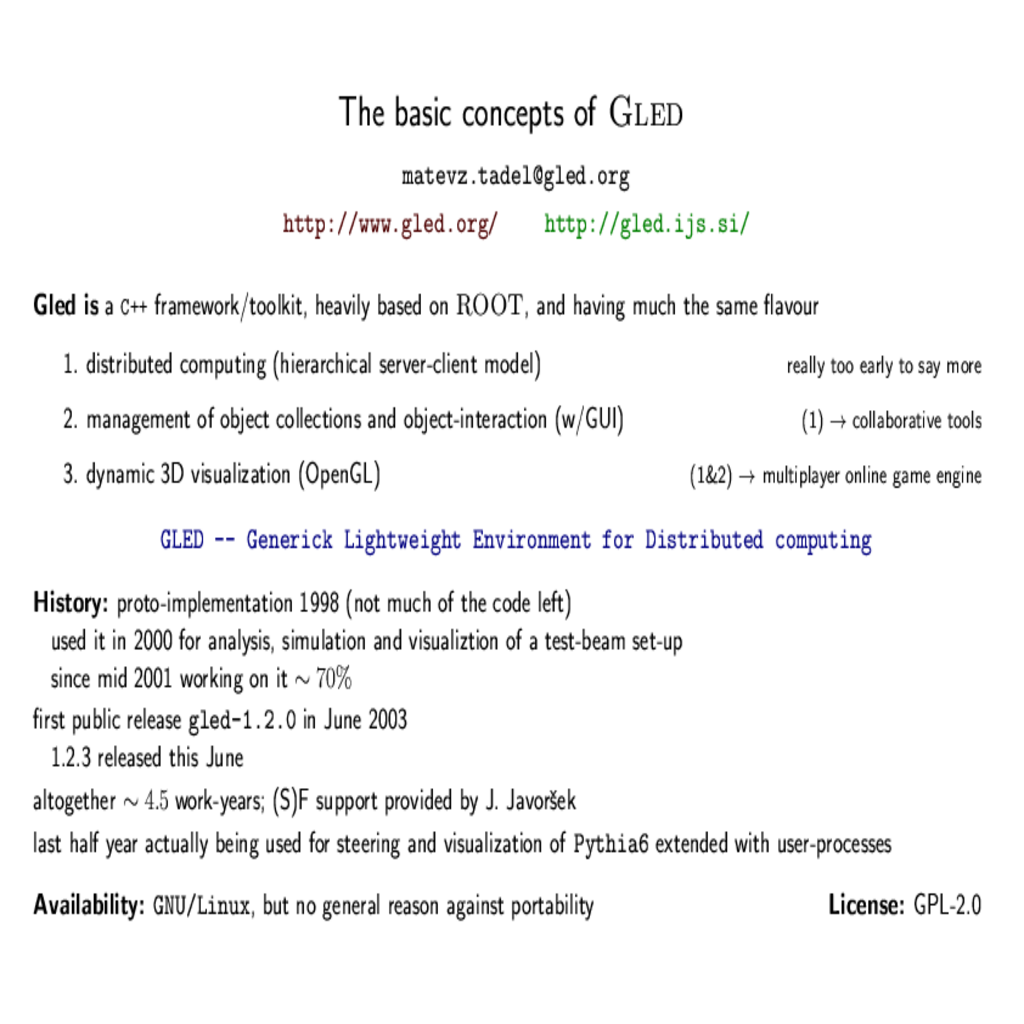 The basic concepts of GLED
matevz.tadel@gled.org
http://www.gled.org/ http://gled.ijs.si/
Gled is a C++ framework/toolkit, heavily based on ROOT, and having much the same flavour
1. distributed computing (hierarchical server-client model) really too early to say more
2. management of object collections and object-interaction (w/GUI) (1) → collaborative tools
3. dynamic 3D visualization (OpenGL) (1&2) → multiplayer online game engine
GLED -- Generick Lightweight Environment for Distributed computing
History: proto-implementation 1998 (not much of the code left)
used it in 2000 for analysis, simulation and visualiztion of a test-beam set-up
since mid 2001 working on it ~ 70%
first public release gled-1.2.0 in June 2003
1.2.3 released this June
altogether ~ 4.5 work-years; (S)F support provided by J. Javoršek
last half year actually being used for steering and visualization of Pythia6 extended with user-processes
Availability: GNU/Linux, but no general reason against portability License: GPL-2.0